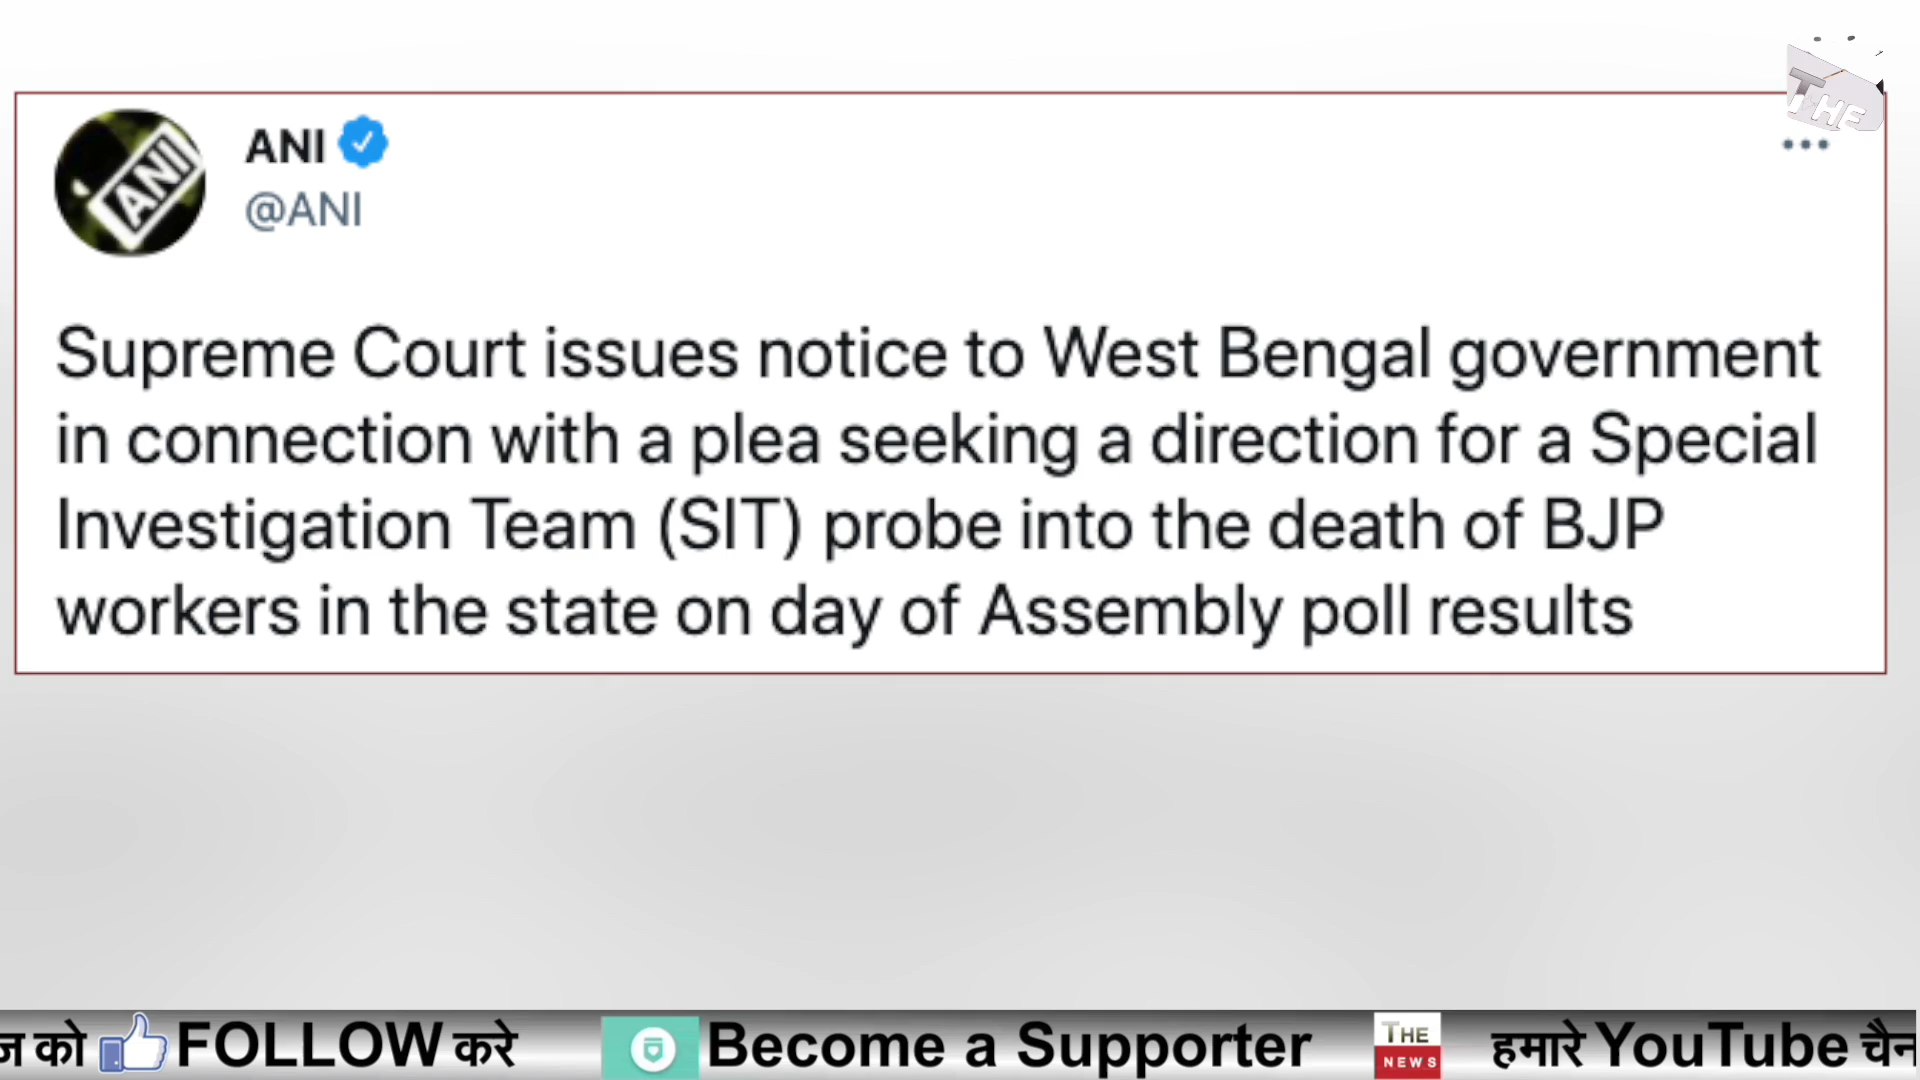 THE
ANI
ANI
@ANI
Supreme Court issues notice to West Bengal government
in connection with a plea seeking a direction for a Special
Investigation Team (SIT) probe into the death of BJP
workers in the state on day of Assembly poll results
ज को FOLLOW करे Become a Supporter THE NEWS हमारे YouTube चैन